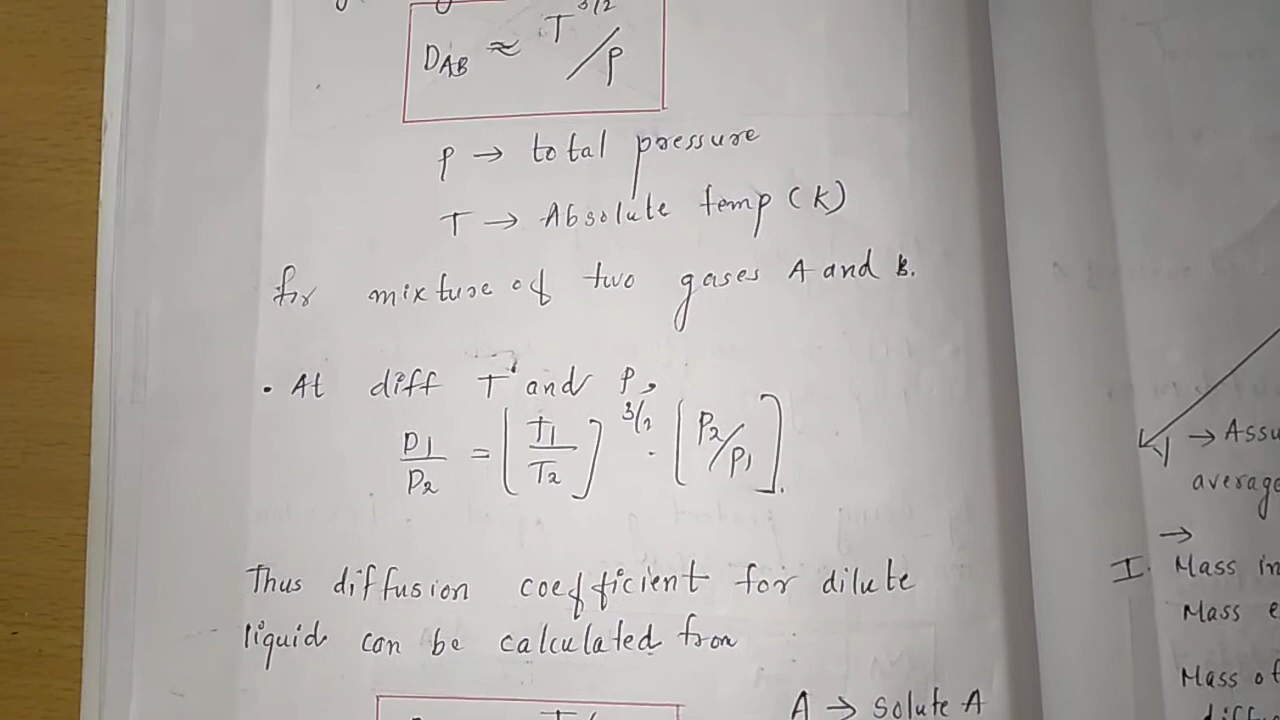 D_AB ≈ T^3/2 / P
P → total pressure
T → Absolute temp (K)
for mixture of two gases A and B.
• At diff T and P,
D1/D2 = [T1/T2]^3/2 . [P2/P1].
Thus diffusion coefficient for dilute
liquid can be calculated from
A → solute A
→ Assu
average
→
I. Mass in
Mass e
Mass of